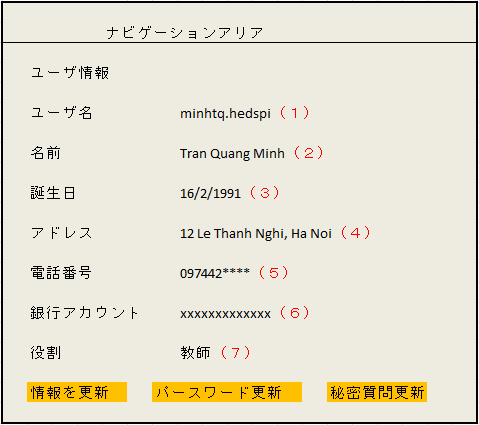 ナビゲーションアリア
ユーザ情報
ユーザ名 minhtq.hedspi（１）
名前 Tran Quang Minh（２）
誕生日 16/2/1991（３）
アドレス 12 Le Thanh Nghi, Ha Noi（４）
電話番号 097442****（５）
銀行アカウント xxxxxxxxxxxxx（６）
役割 教師（７）
情報を更新 パースワード更新 秘密質問更新